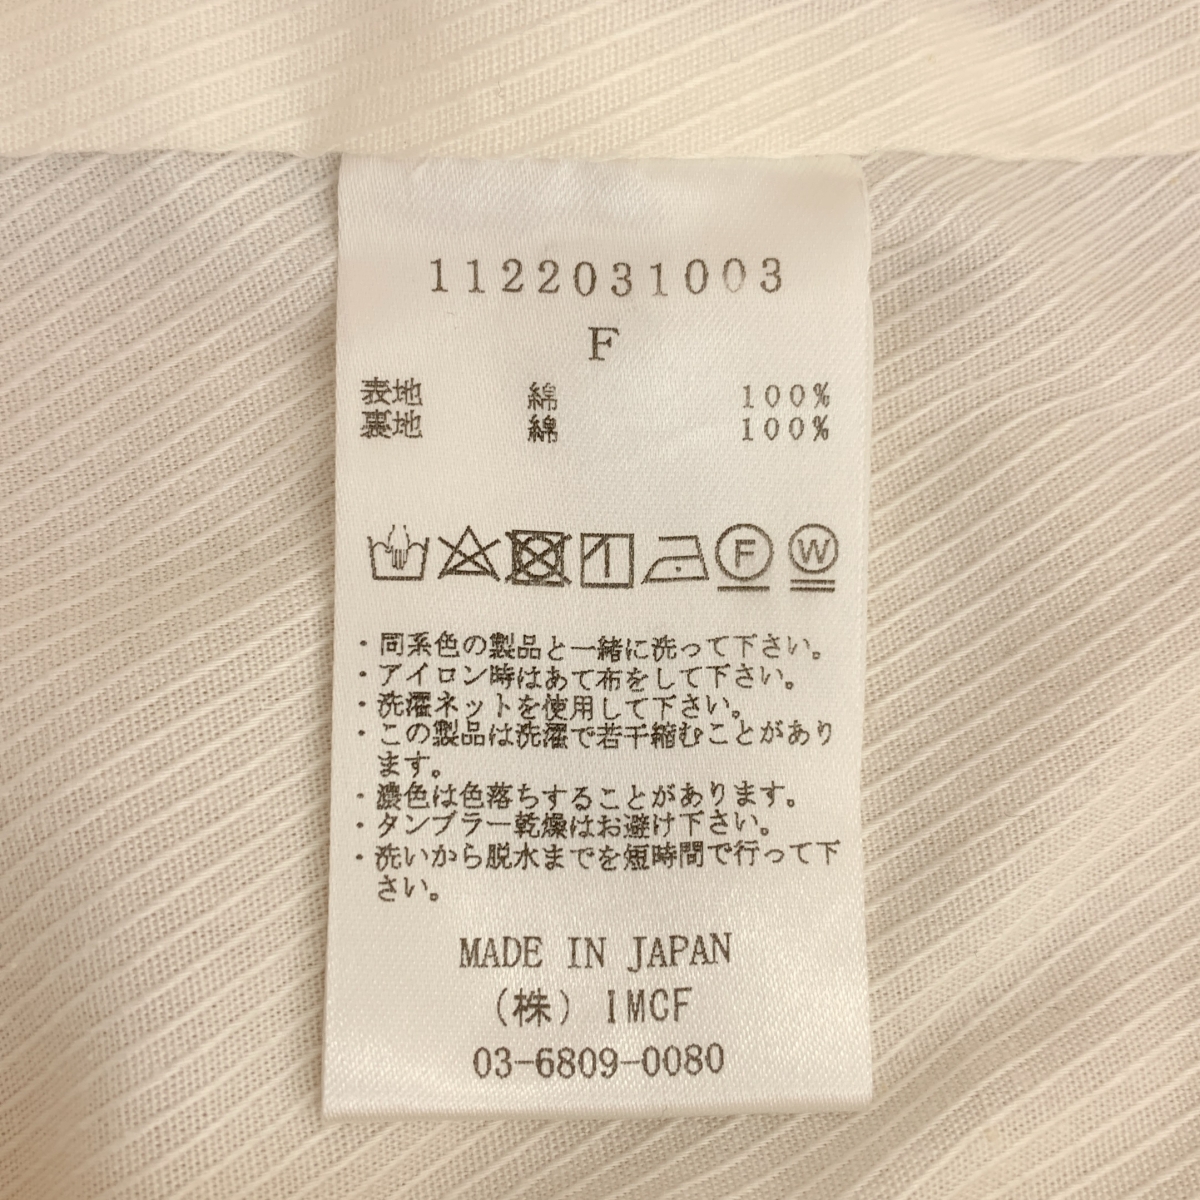 1122031003
F
表地 綿 100%
裏地 綿 100%
F W
・同系色の製品と一緒に洗って下さい。
・アイロン時はあて布をして下さい。
・洗濯ネットを使用して下さい。
・この製品は洗濯で若干縮むことがあり
ます。
・濃色は色落ちすることがあります。
・タンブラー乾燥はお避け下さい。
・洗いから脱水までを短時間で行って下
さい。
MADE IN JAPAN
(株) IMCF
03-6809-0080